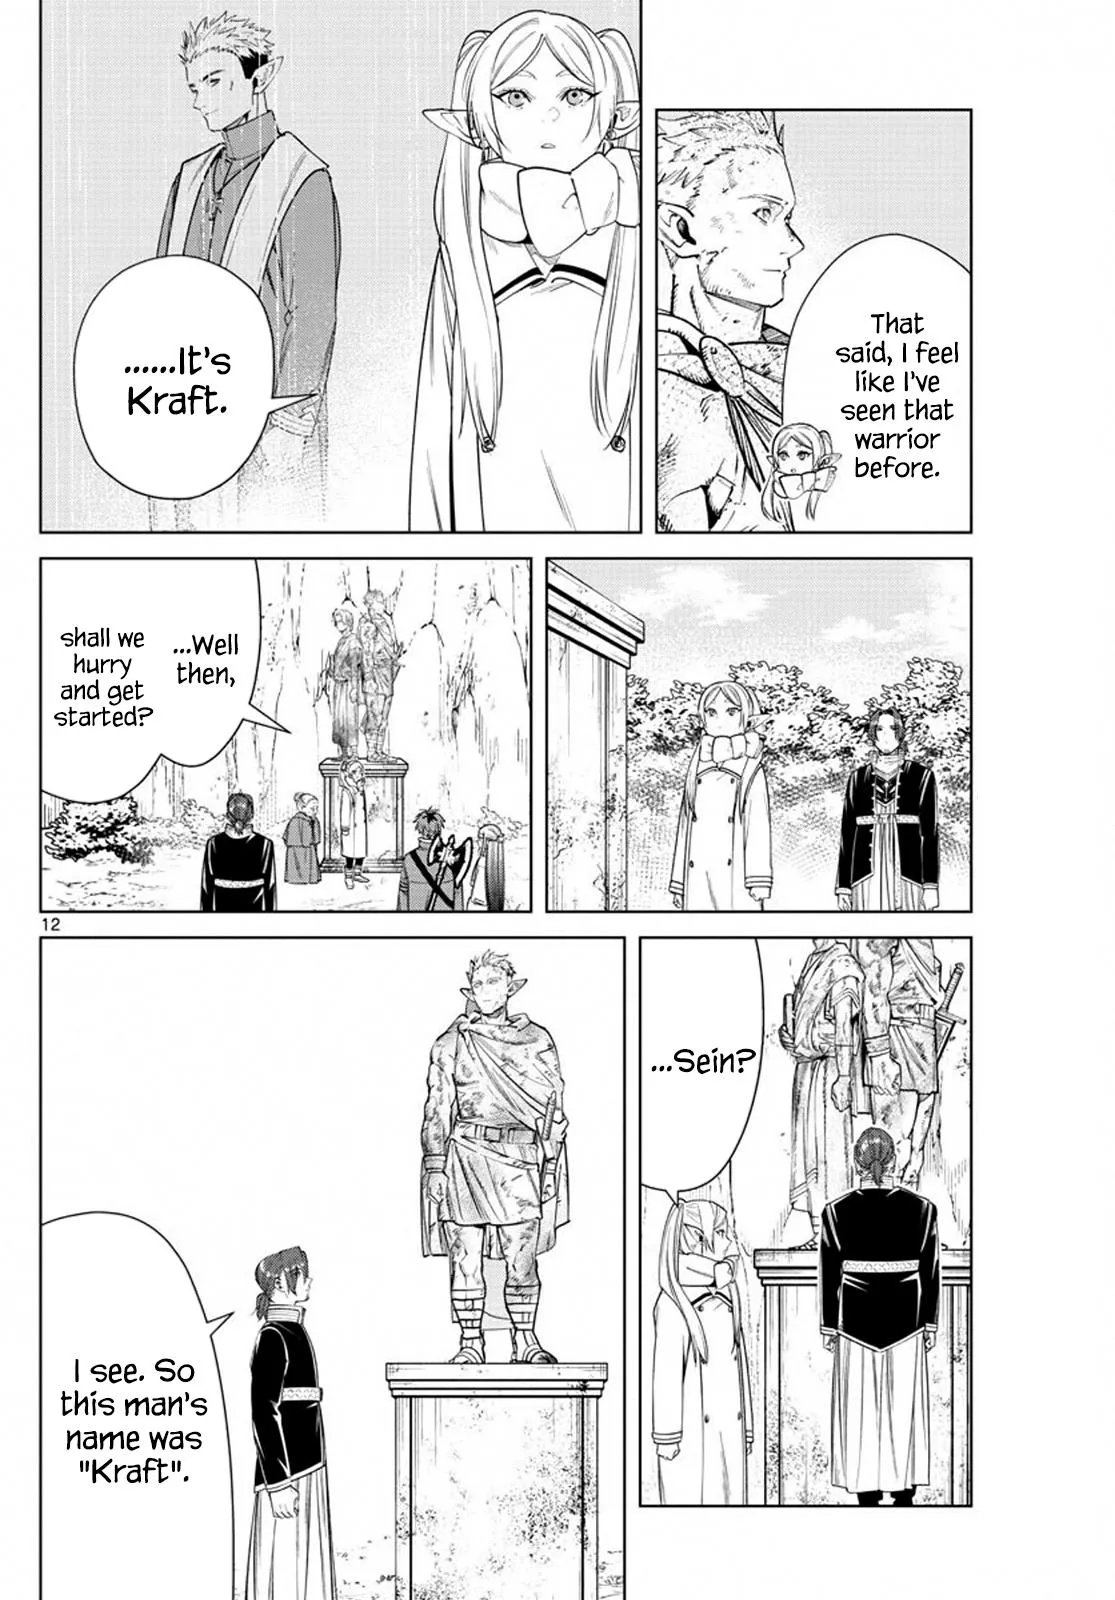 That
said, I feel
like I've
seen that
warrior
before.
......It's
Kraft.
...Well
then,
shall we
hurry
and get
started?
12
...Sein?
I see. So
this man's
name was
"Kraft".